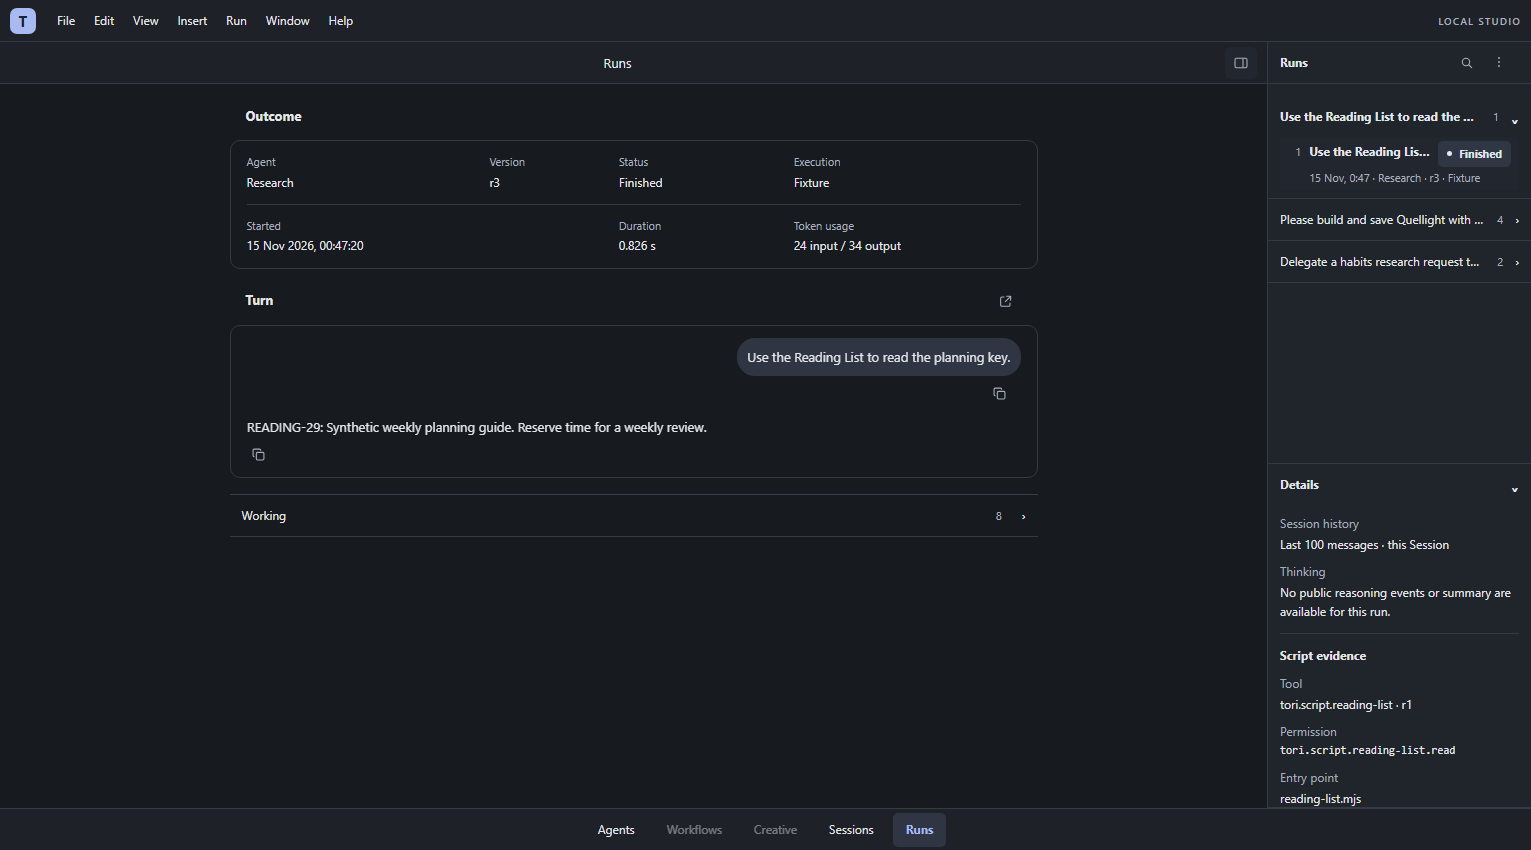 T File Edit View Insert Run Window Help LOCAL STUDIO
Runs
Outcome
Agent Version Status Execution
Research r3 Finished Fixture
Started Duration Token usage
15 Nov 2026, 00:47:20 0.826 s 24 input / 34 output
Turn
Use the Reading List to read the planning key.
READING-29: Synthetic weekly planning guide. Reserve time for a weekly review.
Working 8
Runs
Use the Reading List to read the ... 1
1 Use the Reading Lis... Finished
15 Nov, 0:47 · Research · r3 · Fixture
Please build and save Quellight with ... 4
Delegate a habits research request t... 2
Details
Session history
Last 100 messages · this Session
Thinking
No public reasoning events or summary are
available for this run.
Script evidence
Tool
tori.script.reading-list · r1
Permission
tori.script.reading-list.read
Entry point
reading-list.mjs
Agents Workflows Creative Sessions Runs